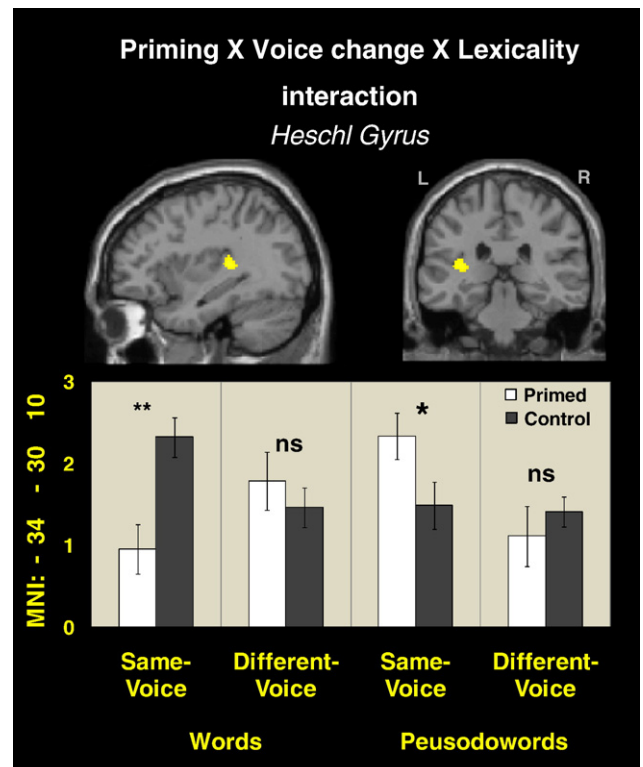 Priming X Voice change X Lexicality
interaction
Heschl Gyrus
L R
MNI: - 34 - 30 10
3
2
1
0
**
ns
*
ns
Primed
Control
Same-
Voice
Different-
Voice
Same-
Voice
Different-
Voice
Words
Peusodowords